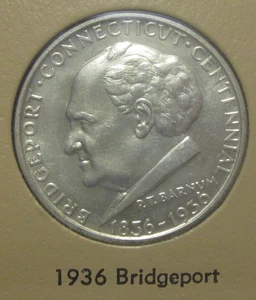 BRIDGEPORT · CONNECTICUT · CENTENNIAL
P.T. BARNUM
1836-1936
1936 Bridgeport